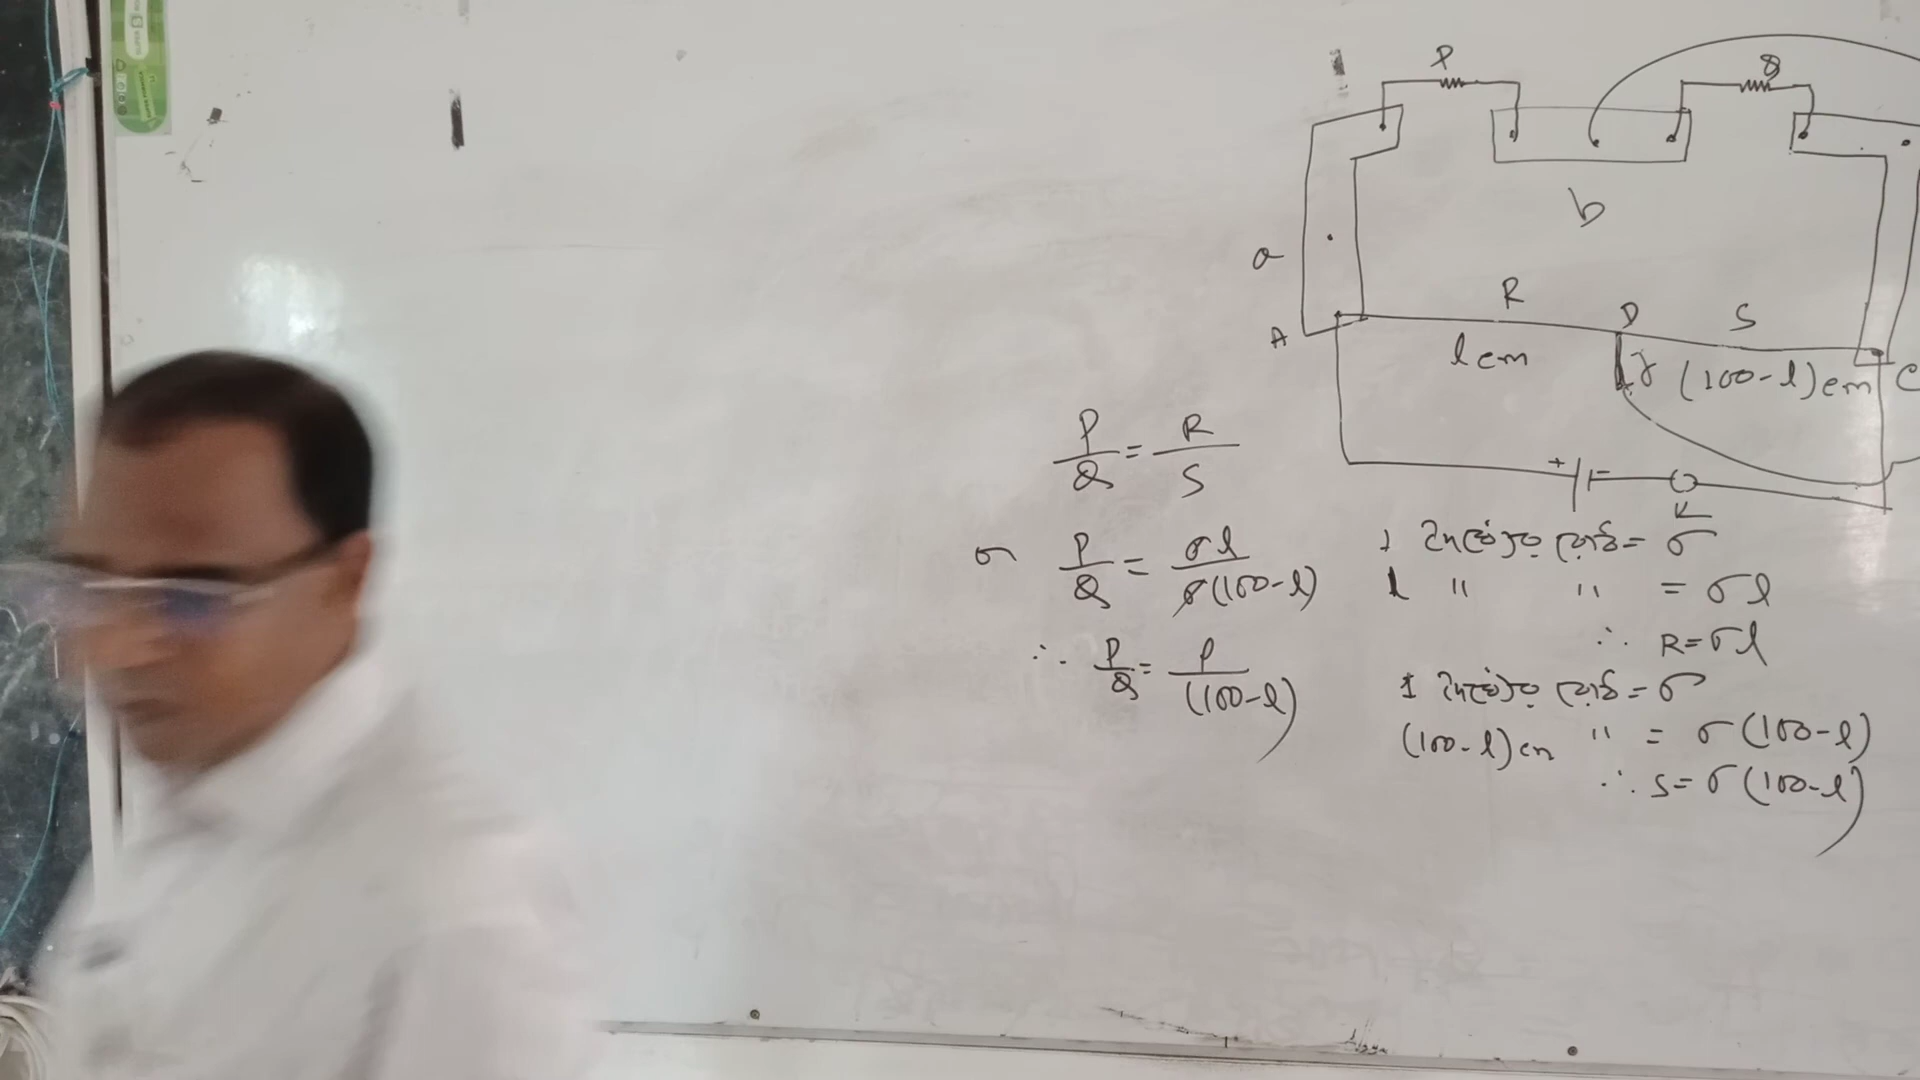 P
Q
b
a
R
D
S
A
l cm
J
(100-l) cm
C
P/Q = R/S
+
-
K
P/Q = σl/σ(100-l)
∴ P/Q = P/(100-l)
1 = σ
l " " = σl
∴ R = σl
1 = σ
(100-l) cm " = σ(100-l)
∴ S = σ(100-l)